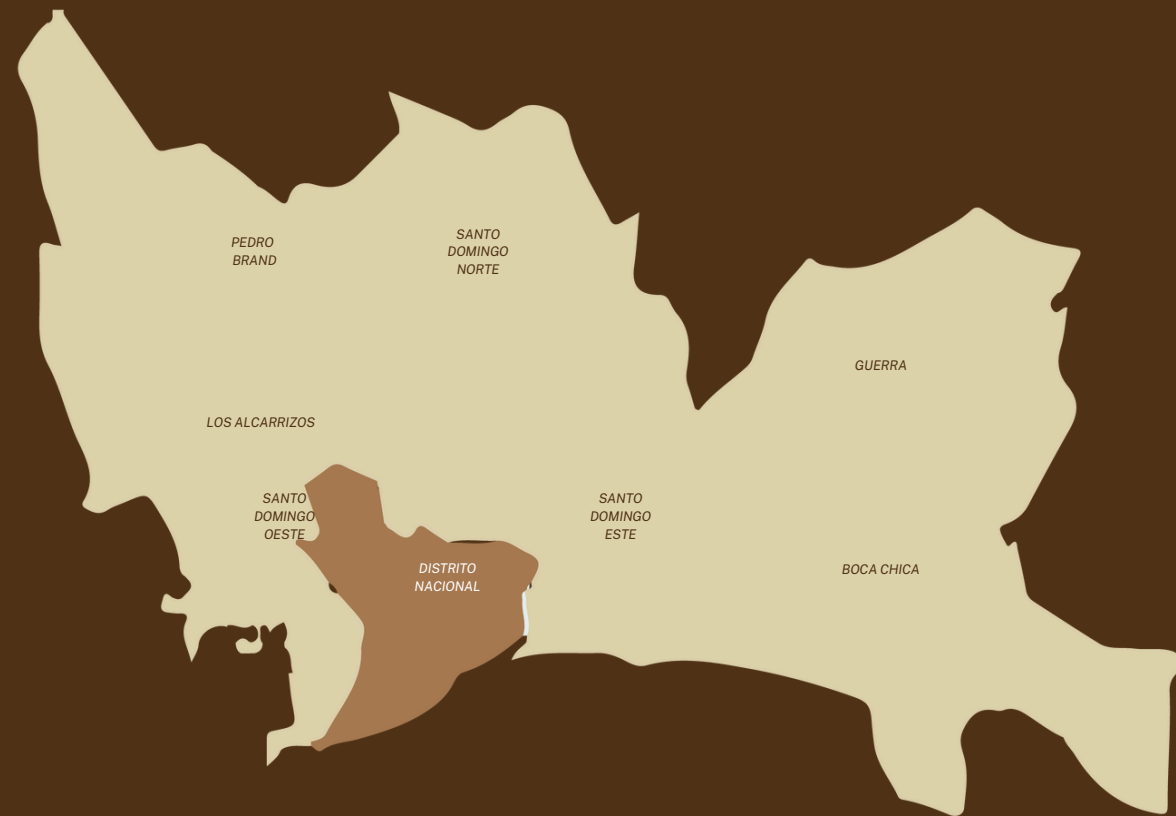 PEDRO
BRAND
SANTO
DOMINGO
NORTE
GUERRA
LOS ALCARRIZOS
SANTO
DOMINGO
OESTE
SANTO
DOMINGO
ESTE
DISTRITO
NACIONAL
BOCA CHICA